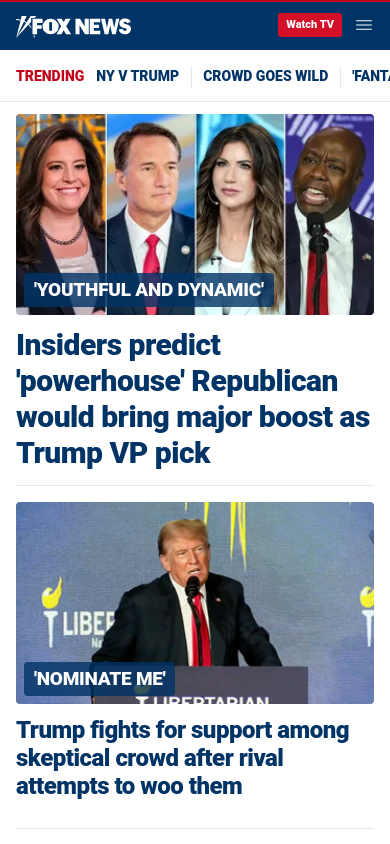 FOX NEWS
Watch TV
TRENDING NY V TRUMP CROWD GOES WILD 'FANTA
'YOUTHFUL AND DYNAMIC'
Insiders predict
'powerhouse' Republican
would bring major boost as
Trump VP pick
LIBER
'NOMINATE ME'
LIBERTARIAN
Trump fights for support among
skeptical crowd after rival
attempts to woo them